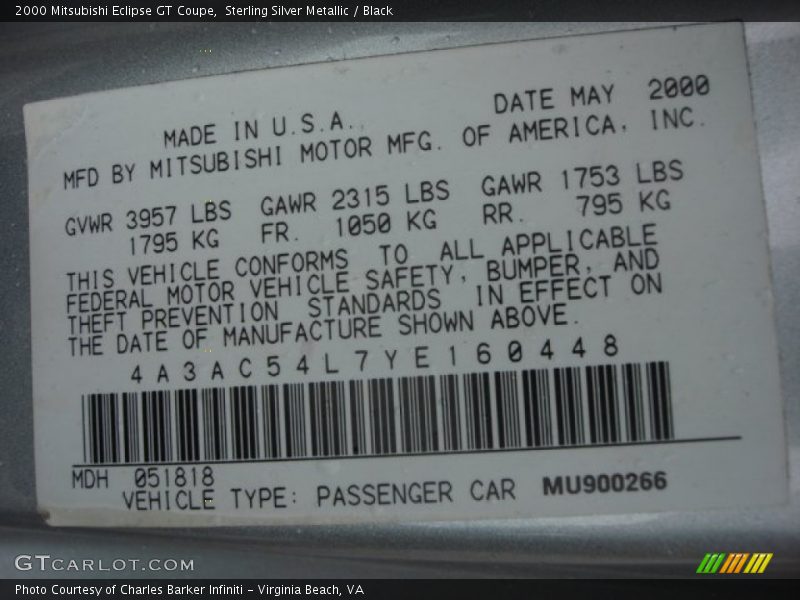 2000 Mitsubishi Eclipse GT Coupe,  Sterling Silver Metallic / Black
MADE IN U.S.A.   DATE MAY   2000
MFD BY MITSUBISHI MOTOR MFG. OF AMERICA, INC.
GVWR 3957 LBS   GAWR 2315 LBS   GAWR 1753 LBS
1795 KG   FR.   1050 KG   RR.   795 KG
THIS VEHICLE CONFORMS TO ALL APPLICABLE
FEDERAL MOTOR VEHICLE SAFETY, BUMPER, AND
THEFT PREVENTION STANDARDS IN EFFECT ON
THE DATE OF MANUFACTURE SHOWN ABOVE.
4A3AC54L7YE160448
MDH   051818
VEHICLE TYPE: PASSENGER CAR   MU900266
GTCARLOT.COM
Photo Courtesy of Charles Barker Infiniti - Virginia Beach, VA